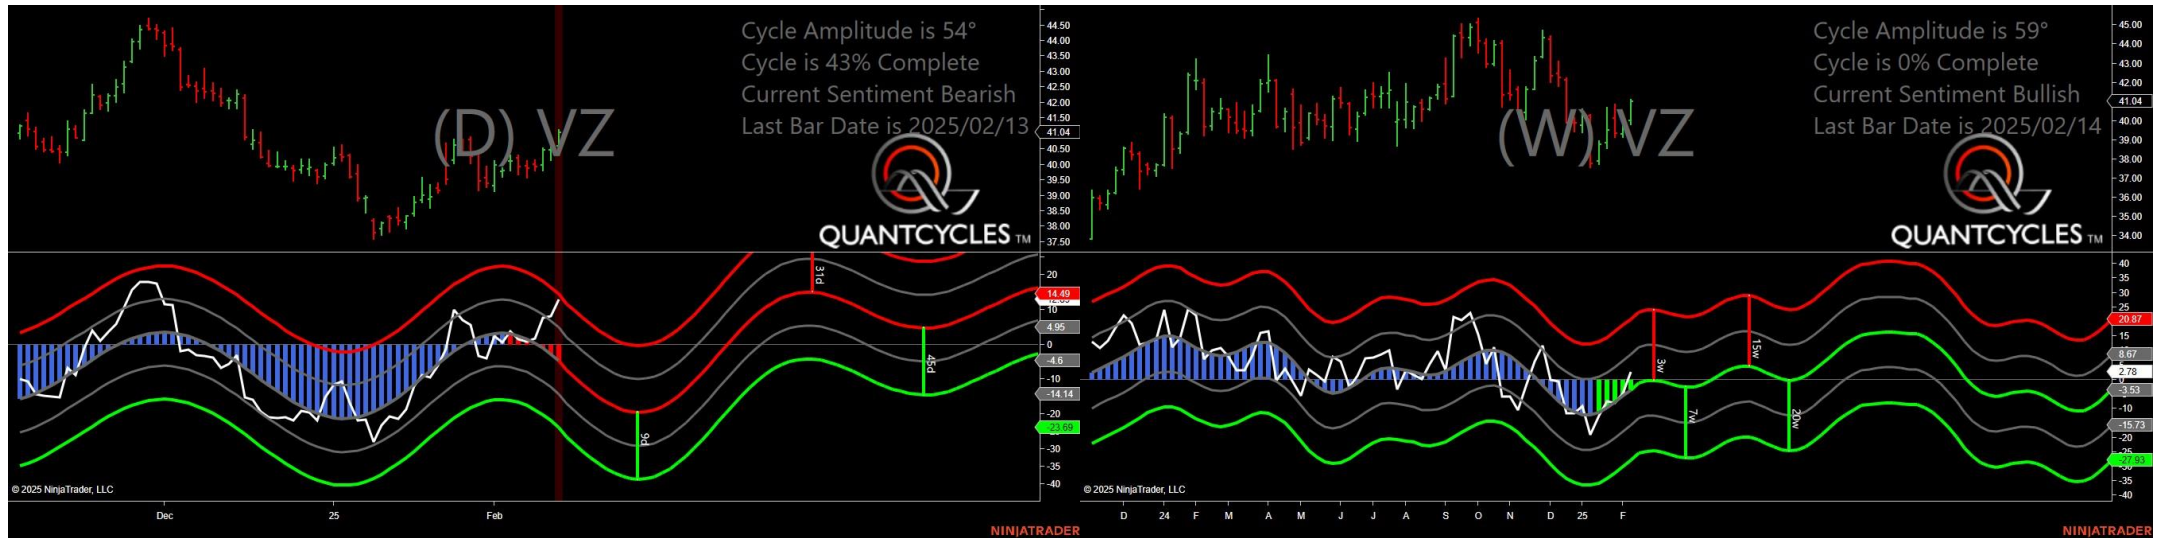 Cycle Amplitude is 54°
Cycle is 43% Complete
Current Sentiment Bearish
Last Bar Date is 2025/02/13
(D) VZ
QUANTCYCLES TM
44.50
44.00
43.50
43.00
42.50
42.00
41.50
41.04
40.50
40.00
39.50
39.00
38.50
38.00
37.50
31d
20
14.49
10
4.95
0
-4.6
-10
-14.14
-20
-23.69
-30
-35
-40
9d
45d
© 2025 NinjaTrader, LLC
Dec
25
Feb
NINJATRADER
Cycle Amplitude is 59°
Cycle is 0% Complete
Current Sentiment Bullish
Last Bar Date is 2025/02/14
(W) VZ
QUANTCYCLES TM
45.00
44.00
43.00
42.00
41.04
40.00
39.00
38.00
37.00
36.00
35.00
34.00
40
35
30
25
20.87
15
8.67
2.78
-3.53
-10
-15.73
-20
-27.93
-35
-40
3w
15w
7w
20w
© 2025 NinjaTrader, LLC
D 24 F M A M J J A S O N D 25 F
NINJATRADER